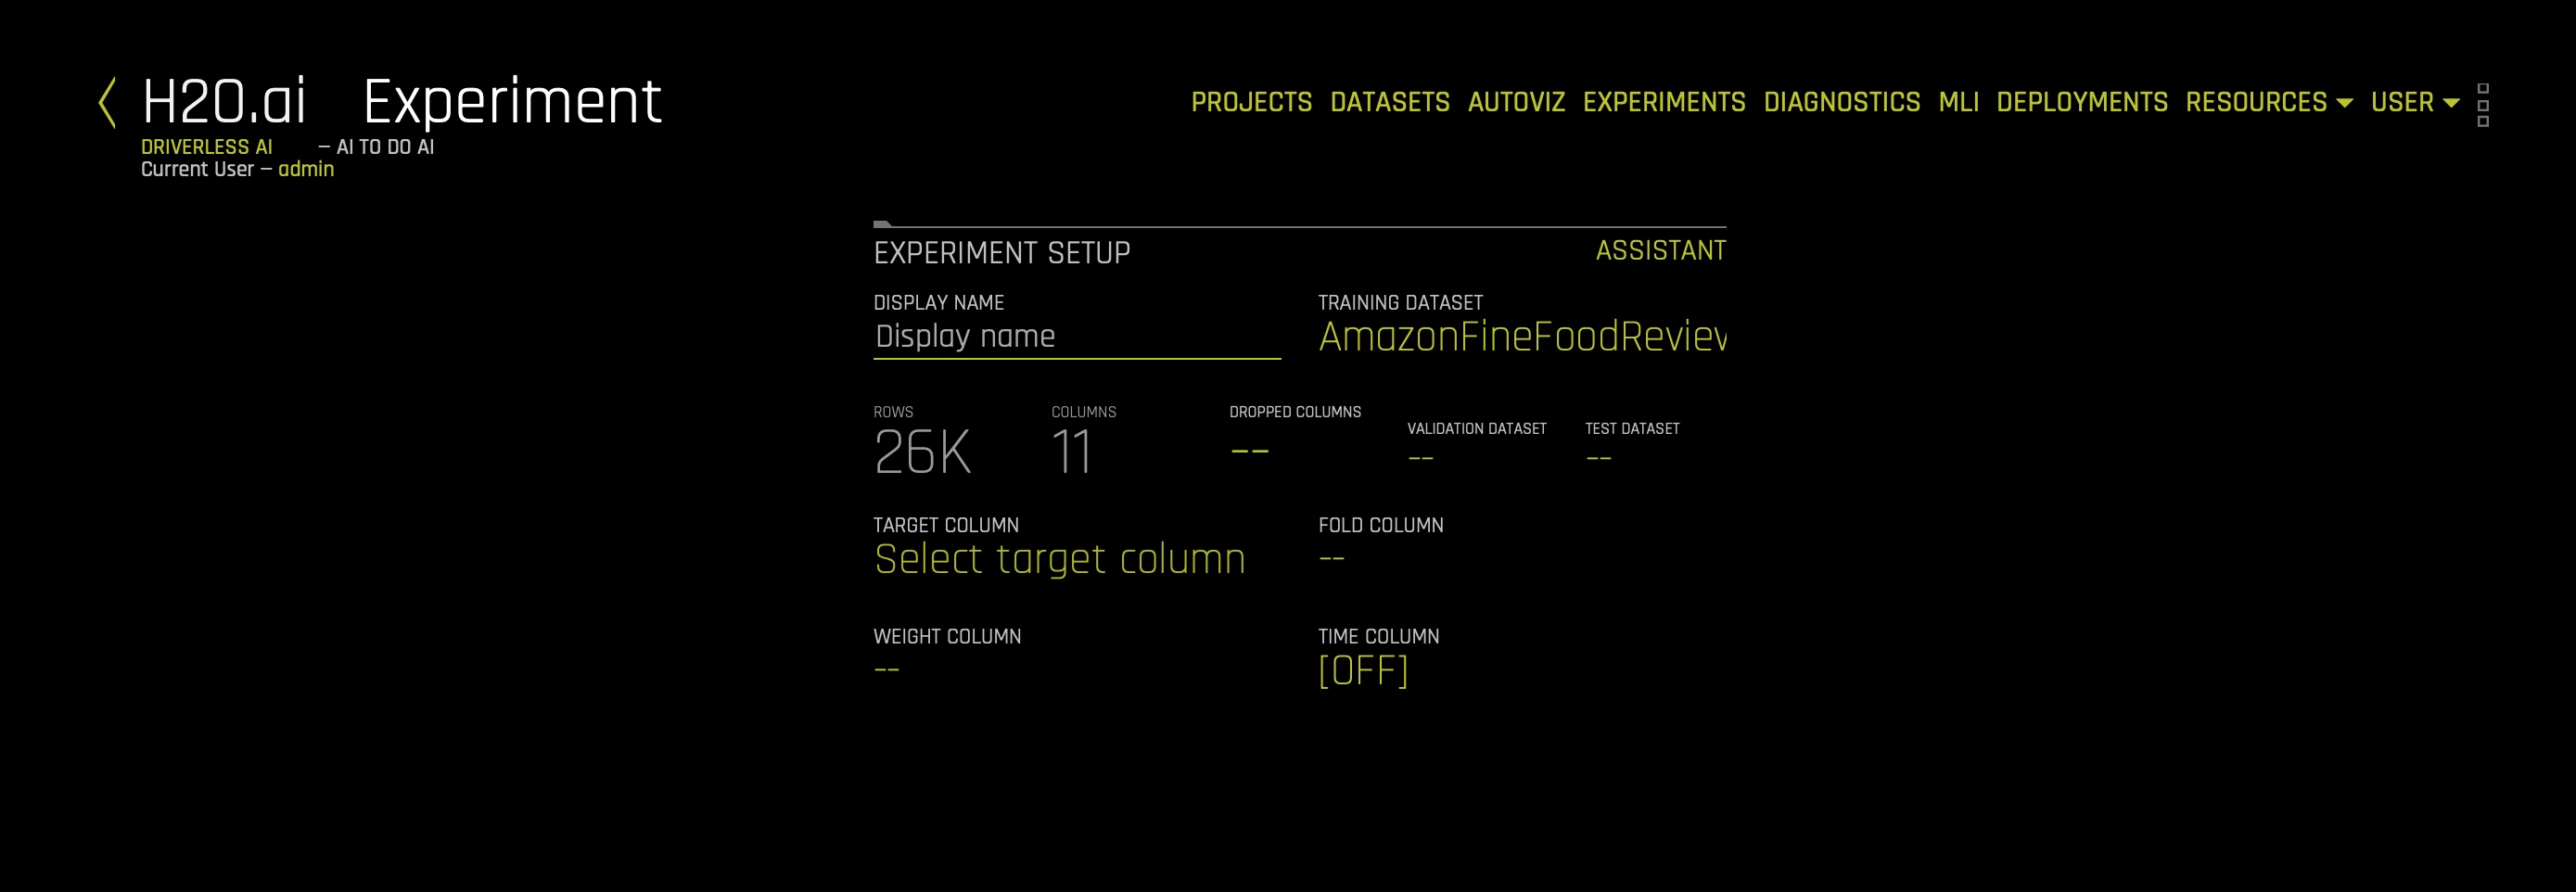 H2O.ai Experiment
DRIVERLESS AI – AI TO DO AI
Current User – admin
PROJECTS DATASETS AUTOVIZ EXPERIMENTS DIAGNOSTICS MLI DEPLOYMENTS RESOURCES USER
EXPERIMENT SETUP ASSISTANT
DISPLAY NAME TRAINING DATASET
Display name AmazonFineFoodReview
ROWS COLUMNS DROPPED COLUMNS VALIDATION DATASET TEST DATASET
26K 11 -- -- --
TARGET COLUMN FOLD COLUMN
Select target column --
WEIGHT COLUMN TIME COLUMN
-- [OFF]